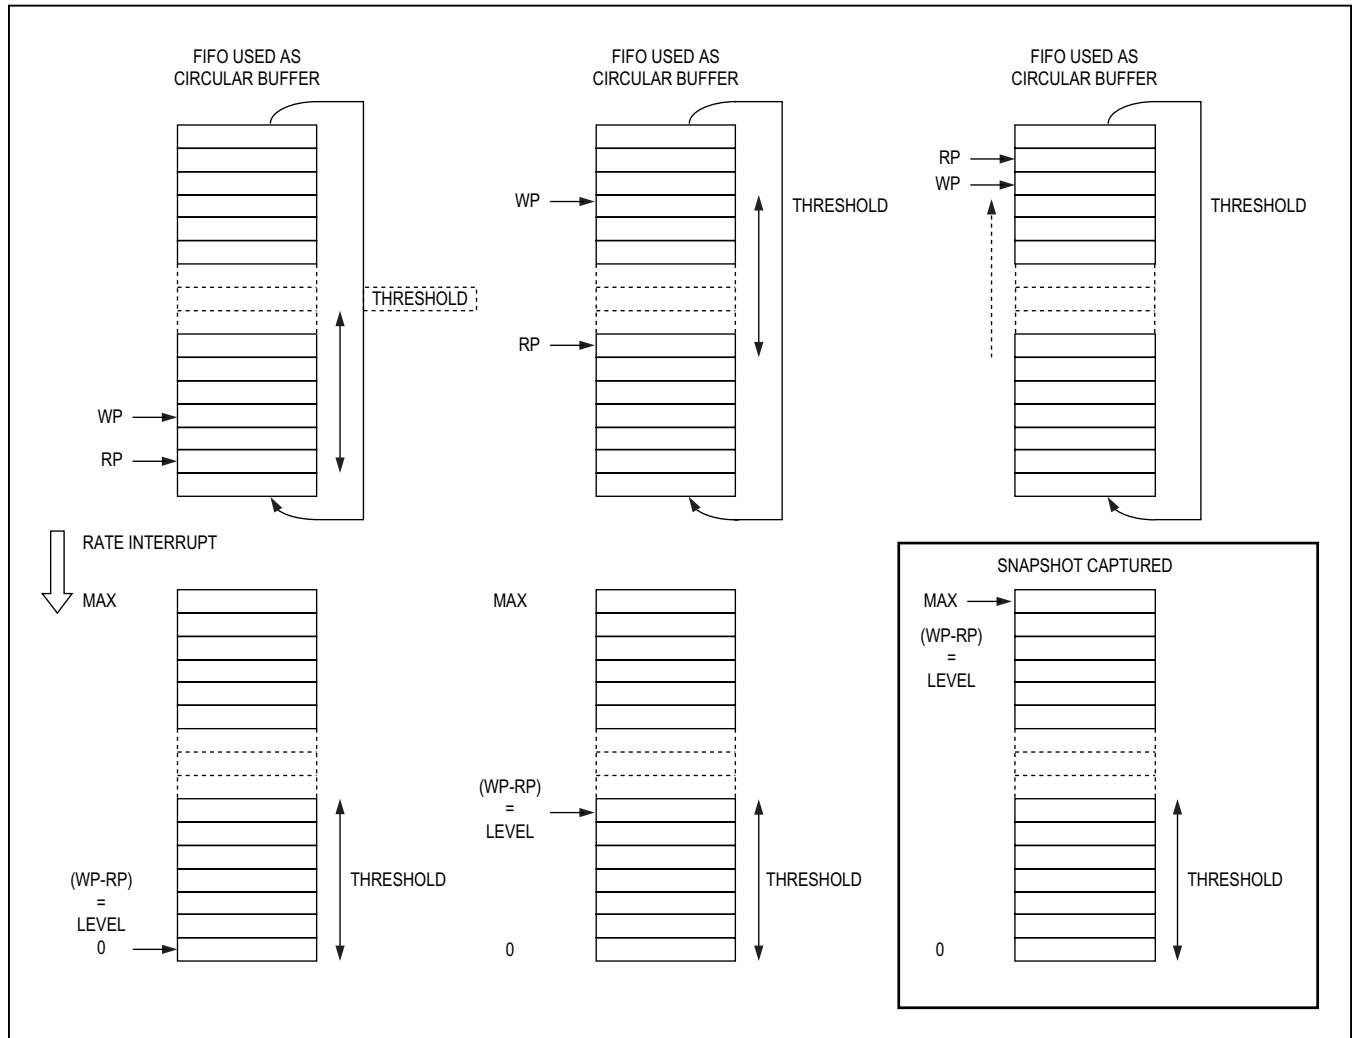 FIFO USED AS
CIRCULAR BUFFER
THRESHOLD
WP
RP
FIFO USED AS
CIRCULAR BUFFER
WP
THRESHOLD
RP
FIFO USED AS
CIRCULAR BUFFER
RP
WP
THRESHOLD
RATE INTERRUPT
MAX
(WP-RP)
=
LEVEL
0
THRESHOLD
MAX
(WP-RP)
=
LEVEL
0
THRESHOLD
SNAPSHOT CAPTURED
MAX
(WP-RP)
=
LEVEL
0
THRESHOLD